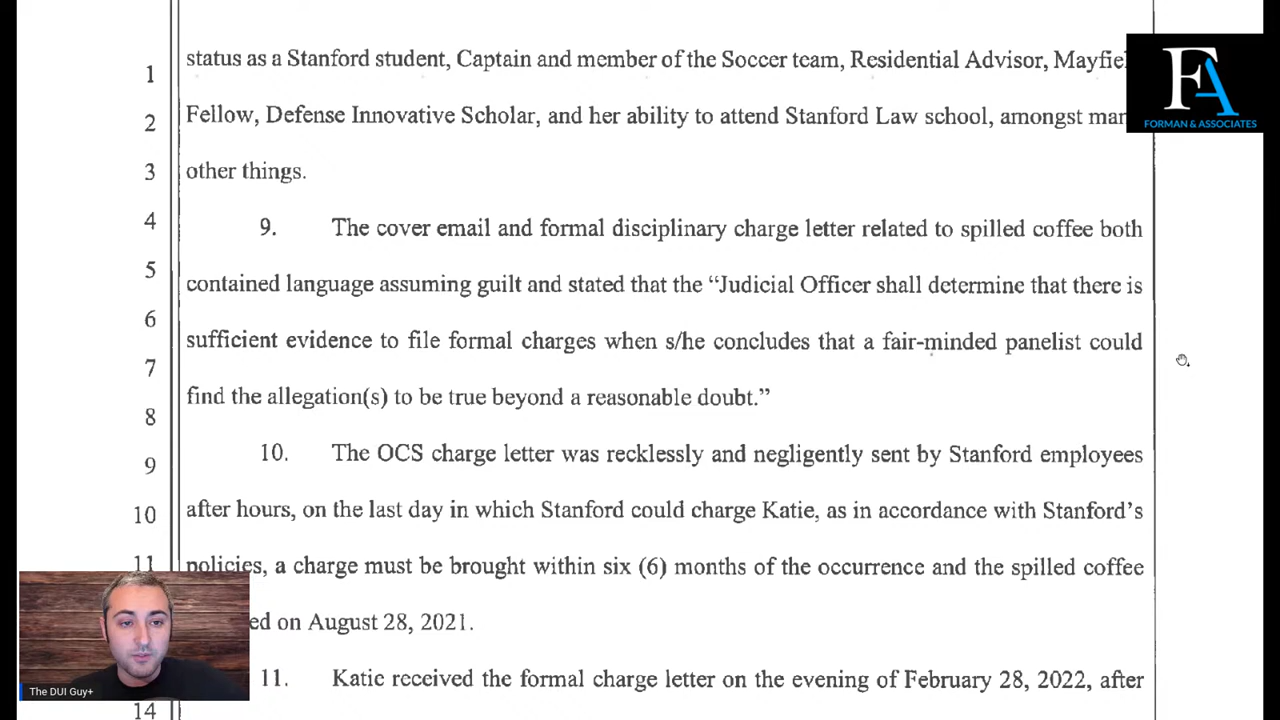 status as a Stanford student, Captain and member of the Soccer team, Residential Advisor,
1
Fellow, Defense Innovative Scholar, and her ability to attend Stanford Law school, amongst
2
other things.
3
9. The cover email and formal disciplinary charge letter related to spilled coffee both
4
contained language assuming guilt and stated that the “Judicial Officer shall determine that there is
5
sufficient evidence to file formal charges when s/he concludes that a fair-minded panelist could
6
find the allegation(s) to be true beyond a reasonable doubt.”
7
8
10. The OCS charge letter was recklessly and negligently sent by Stanford employees
9
after hours, on the last day in which Stanford could charge Katie, as in accordance with Stanford’s
10
policies, a charge must be brought within six (6) months of the occurrence and the spilled coffee
11
ed on August 28, 2021.
11. Katie received the formal charge letter on the evening of February 28, 2022, after
14
FA
FORMAN & ASSOCIATES
The DUI Guy+